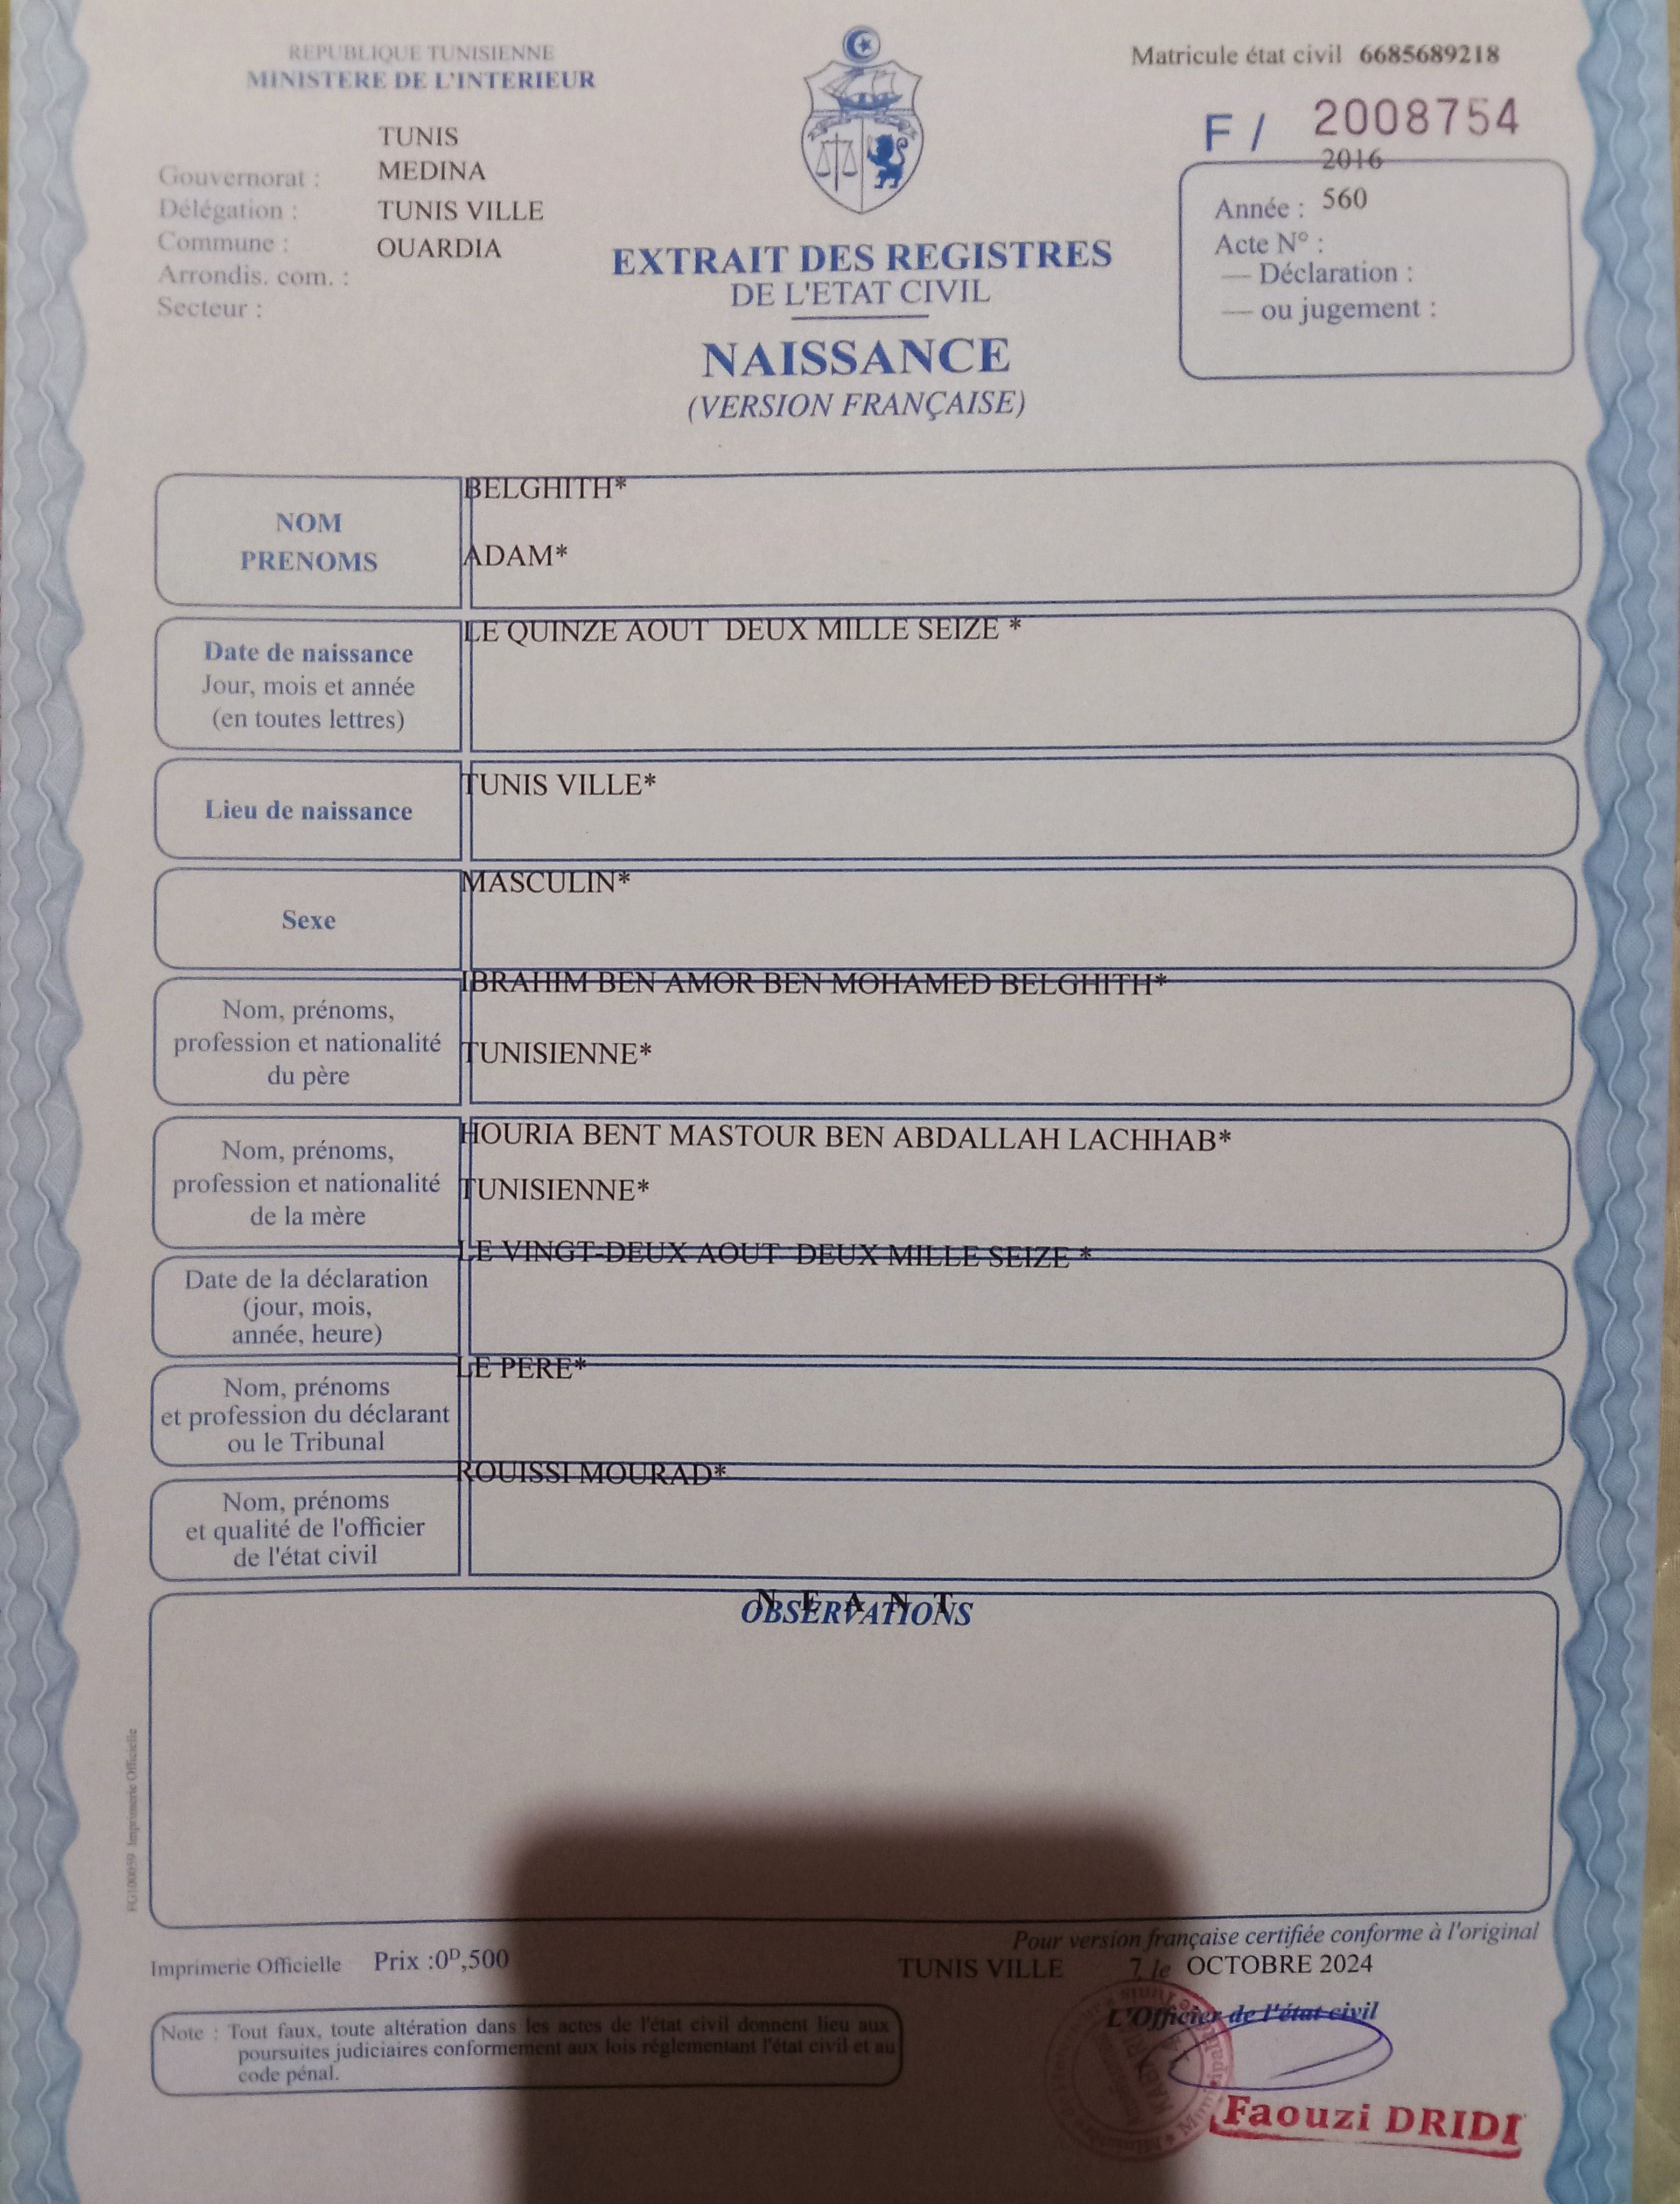 REPUBLIQUE TUNISIENNE
MINISTERE DE L'INTERIEUR
Matricule état civil 6685689218
F / 2008754
TUNIS
Gouvernorat : MEDINA
Délégation : TUNIS VILLE
Commune : OUARDIA
Arrondis. com. :
Secteur :
2016
Année : 560
Acte N° :
— Déclaration :
— ou jugement :
EXTRAIT DES REGISTRES
DE L'ETAT CIVIL
NAISSANCE
(VERSION FRANÇAISE)
NOM
PRENOMS
BELGHITH*
ADAM*
Date de naissance
Jour, mois et année
(en toutes lettres)
LE QUINZE AOUT DEUX MILLE SEIZE *
Lieu de naissance
TUNIS VILLE*
Sexe
MASCULIN*
Nom, prénoms,
profession et nationalité
du père
IBRAHIM BEN AMOR BEN MOHAMED BELGHITH*
TUNISIENNE*
Nom, prénoms,
profession et nationalité
de la mère
HOURIA BENT MASTOUR BEN ABDALLAH LACHHAB*
TUNISIENNE*
Date de la déclaration
(jour, mois,
année, heure)
LE VINGT-DEUX AOUT DEUX MILLE SEIZE *
Nom, prénoms
et profession du déclarant
ou le Tribunal
LE PERE*
Nom, prénoms
et qualité de l'officier
de l'état civil
ROUISSI MOURAD*
N E A N T
OBSERVATIONS
FG100059 Imprimerie Officielle
Imprimerie Officielle Prix :0ᴰ,500
Pour version française certifiée conforme à l'original
TUNIS VILLE 7 le OCTOBRE 2024
L'Officier de l'état civil
Note : Tout faux, toute altération dans les actes de l'état civil donnent lieu aux
poursuites judiciaires conformement aux lois réglementant l'état civil et au
code pénal.
Faouzi DRIDI